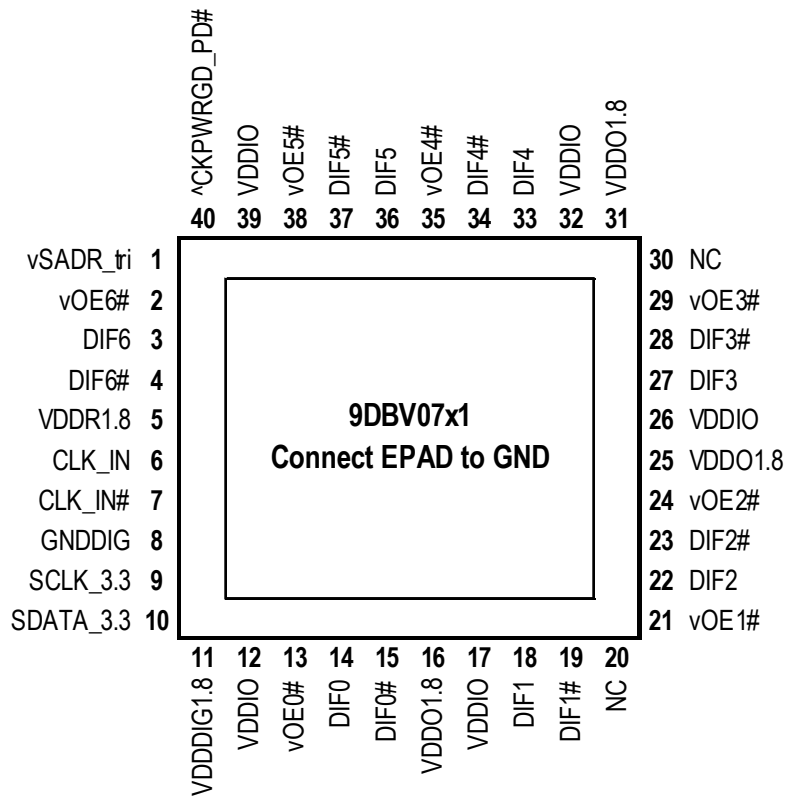 ^CKPWRGD_PD#
VDDIO
vOE5#
DIF5#
DIF5
vOE4#
DIF4#
DIF4
VDDIO
VDDO1.8
40 39 38 37 36 35 34 33 32 31
vSADR_tri 1
vOE6# 2
DIF6 3
DIF6# 4
VDDR1.8 5
CLK_IN 6
CLK_IN# 7
GNDDIG 8
SCLK_3.3 9
SDATA_3.3 10
9DBV07x1
Connect EPAD to GND
30 NC
29 vOE3#
28 DIF3#
27 DIF3
26 VDDIO
25 VDDO1.8
24 vOE2#
23 DIF2#
22 DIF2
21 vOE1#
11 12 13 14 15 16 17 18 19 20
VDDDIG1.8
VDDIO
vOE0#
DIF0
DIF0#
VDDO1.8
VDDIO
DIF1
DIF1#
NC